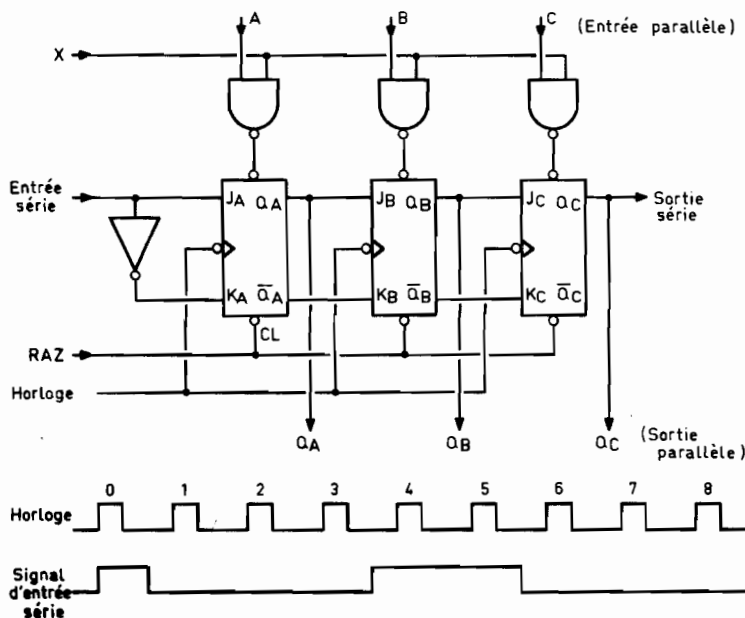 A B C (Entrée parallèle)
X
Entrée série
JA QA JB QB JC QC
Sortie série
KA Q̅A KB Q̅B KC Q̅C
CL
RAZ
Horloge
QA QB QC (Sortie parallèle)
0 1 2 3 4 5 6 7 8
Horloge
Signal d'entrée série